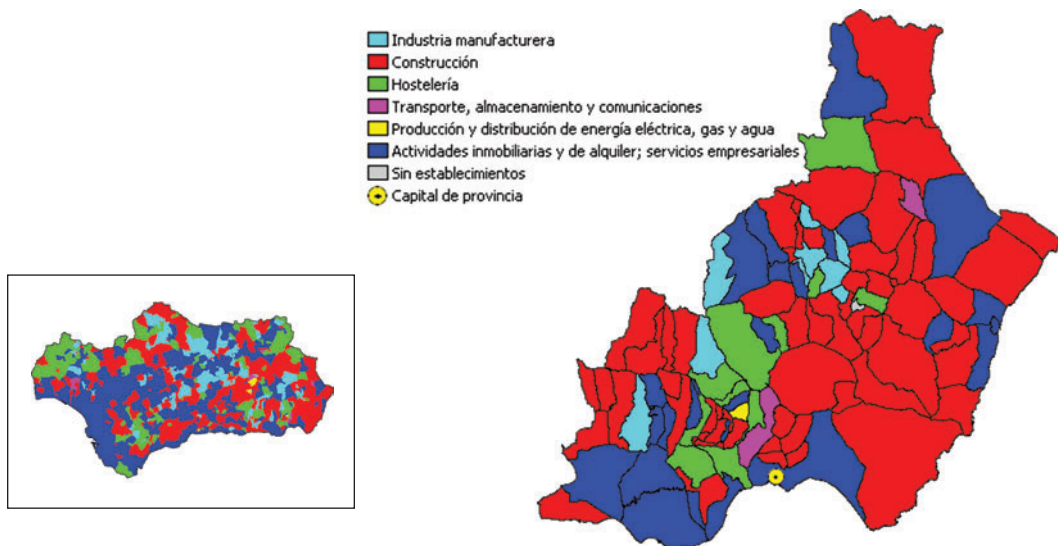 Industria manufacturera
Construcción
Hostelería
Transporte, almacenamiento y comunicaciones
Producción y distribución de energía eléctrica, gas y agua
Actividades inmobiliarias y de alquiler; servicios empresariales
Sin establecimientos
Capital de provincia